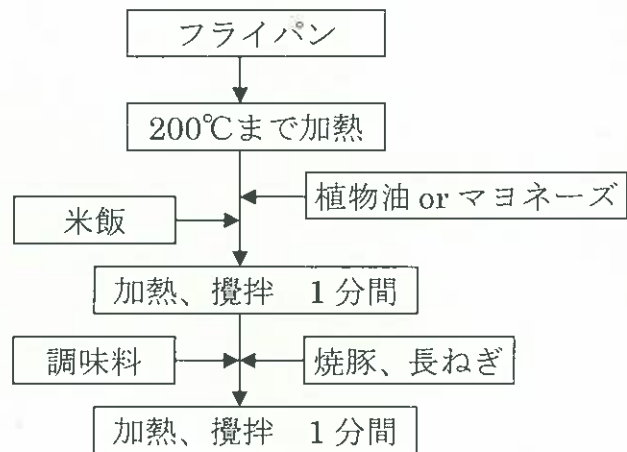 フライパン
200℃まで加熱
植物油 or マヨネーズ
米飯
加熱、攪拌　1 分間
調味料
焼豚、長ねぎ
加熱、攪拌　1 分間